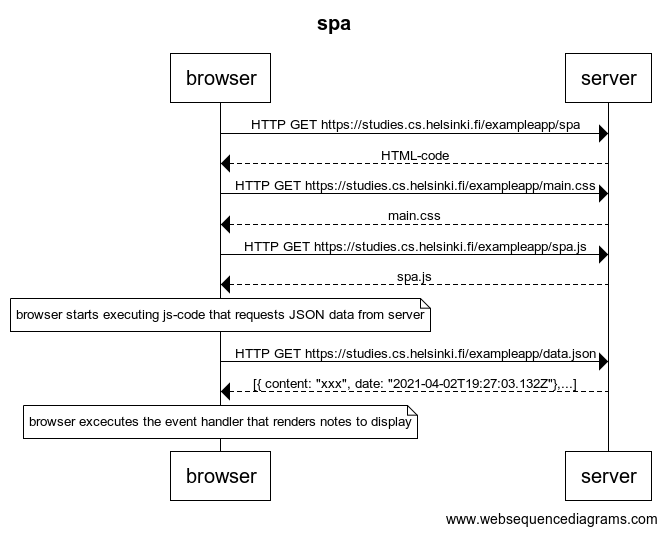 spa
browser server
HTTP GET https://studies.cs.helsinki.fi/exampleapp/spa
HTML-code
HTTP GET https://studies.cs.helsinki.fi/exampleapp/main.css
main.css
HTTP GET https://studies.cs.helsinki.fi/exampleapp/spa.js
spa.js
browser starts executing js-code that requests JSON data from server
HTTP GET https://studies.cs.helsinki.fi/exampleapp/data.json
[{ content: "xxx", date: "2021-04-02T19:27:03.132Z"},...]
browser excecutes the event handler that renders notes to display
browser server
www.websequencediagrams.com